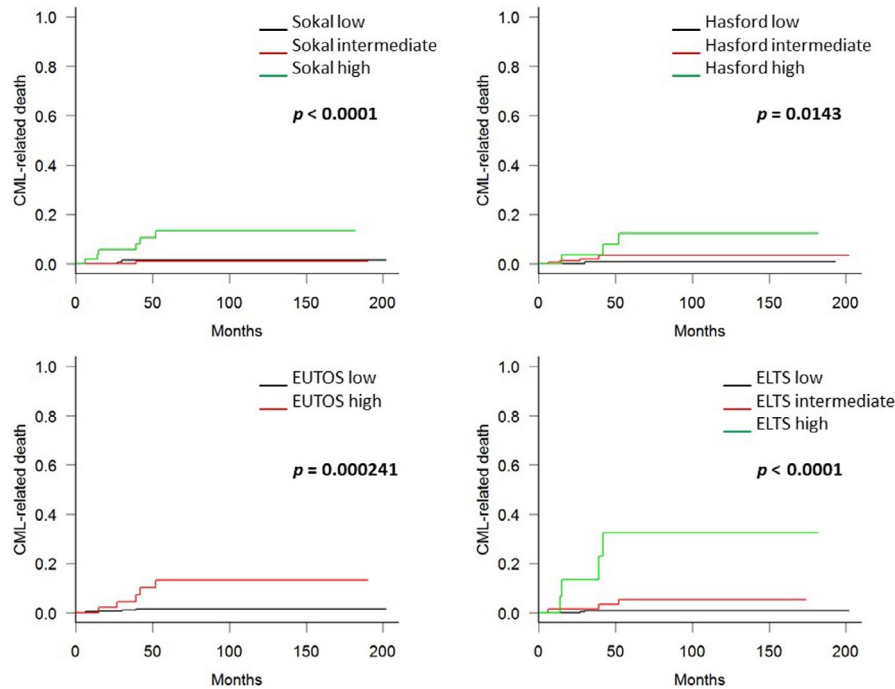 1.0
0.8
0.6
0.4
0.2
0.0
CML-related death
Sokal low
Sokal intermediate
Sokal high
p < 0.0001
0 50 100 150 200
Months
1.0
0.8
0.6
0.4
0.2
0.0
CML-related death
Hasford low
Hasford intermediate
Hasford high
p = 0.0143
0 50 100 150 200
Months
1.0
0.8
0.6
0.4
0.2
0.0
CML-related death
EUTOS low
EUTOS high
p = 0.000241
0 50 100 150 200
Months
1.0
0.8
0.6
0.4
0.2
0.0
CML-related death
ELTS low
ELTS intermediate
ELTS high
p < 0.0001
0 50 100 150 200
Months